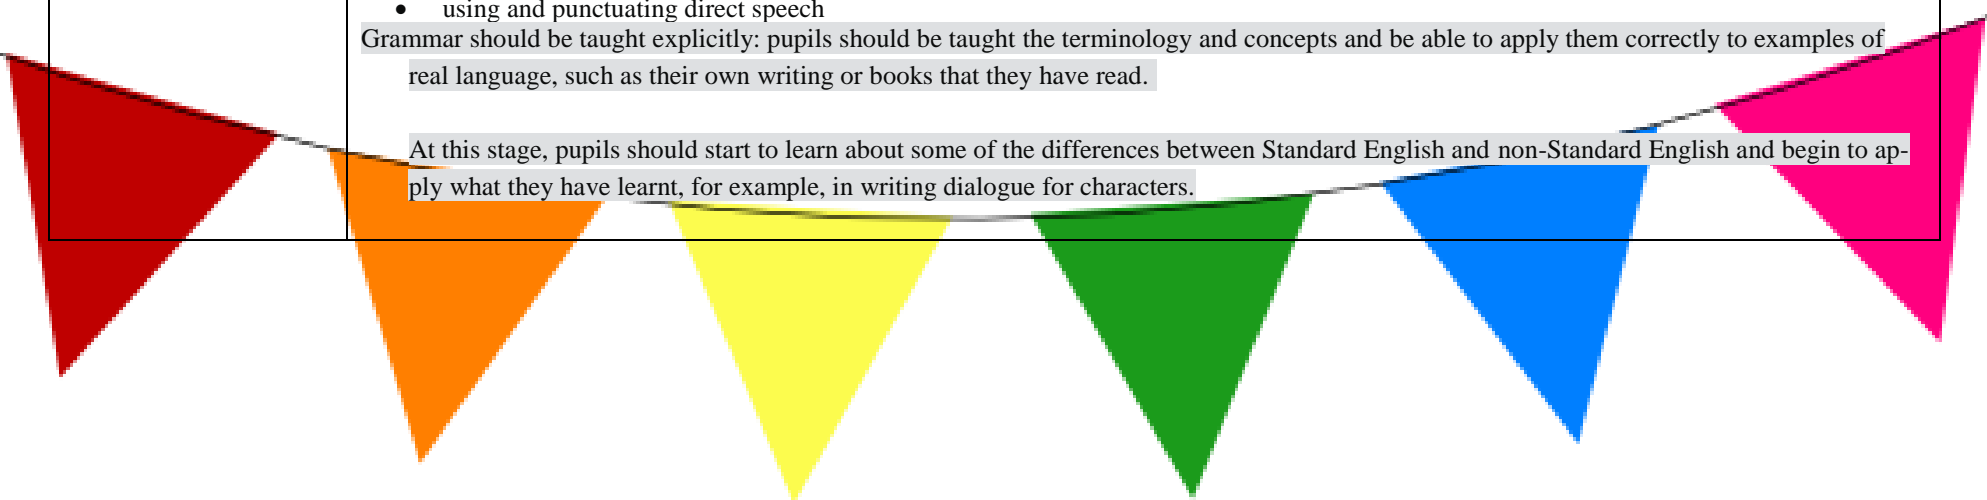 • using and punctuating direct speech
Grammar should be taught explicitly: pupils should be taught the terminology and concepts and be able to apply them correctly to examples of
real language, such as their own writing or books that they have read.
At this stage, pupils should start to learn about some of the differences between Standard English and non-Standard English and begin to ap-
ply what they have learnt, for example, in writing dialogue for characters.